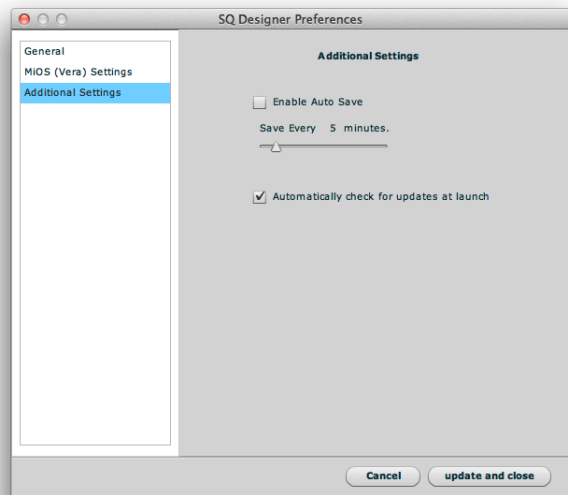 SQ Designer Preferences
General
MiOS (Vera) Settings
Additional Settings
Additional Settings
Enable Auto Save
Save Every 5 minutes.
Automatically check for updates at launch
Cancel
update and close